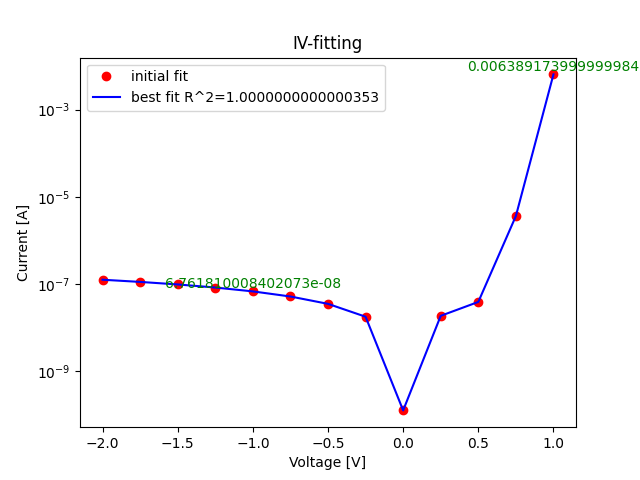 IV-fitting
initial fit
best fit R^2=1.0000000000000353
0.006389173999999984
6.761810008402073e-08
Current [A]
10⁻³
10⁻⁵
10⁻⁷
10⁻⁹
−2.0 −1.5 −1.0 −0.5 0.0 0.5 1.0
Voltage [V]